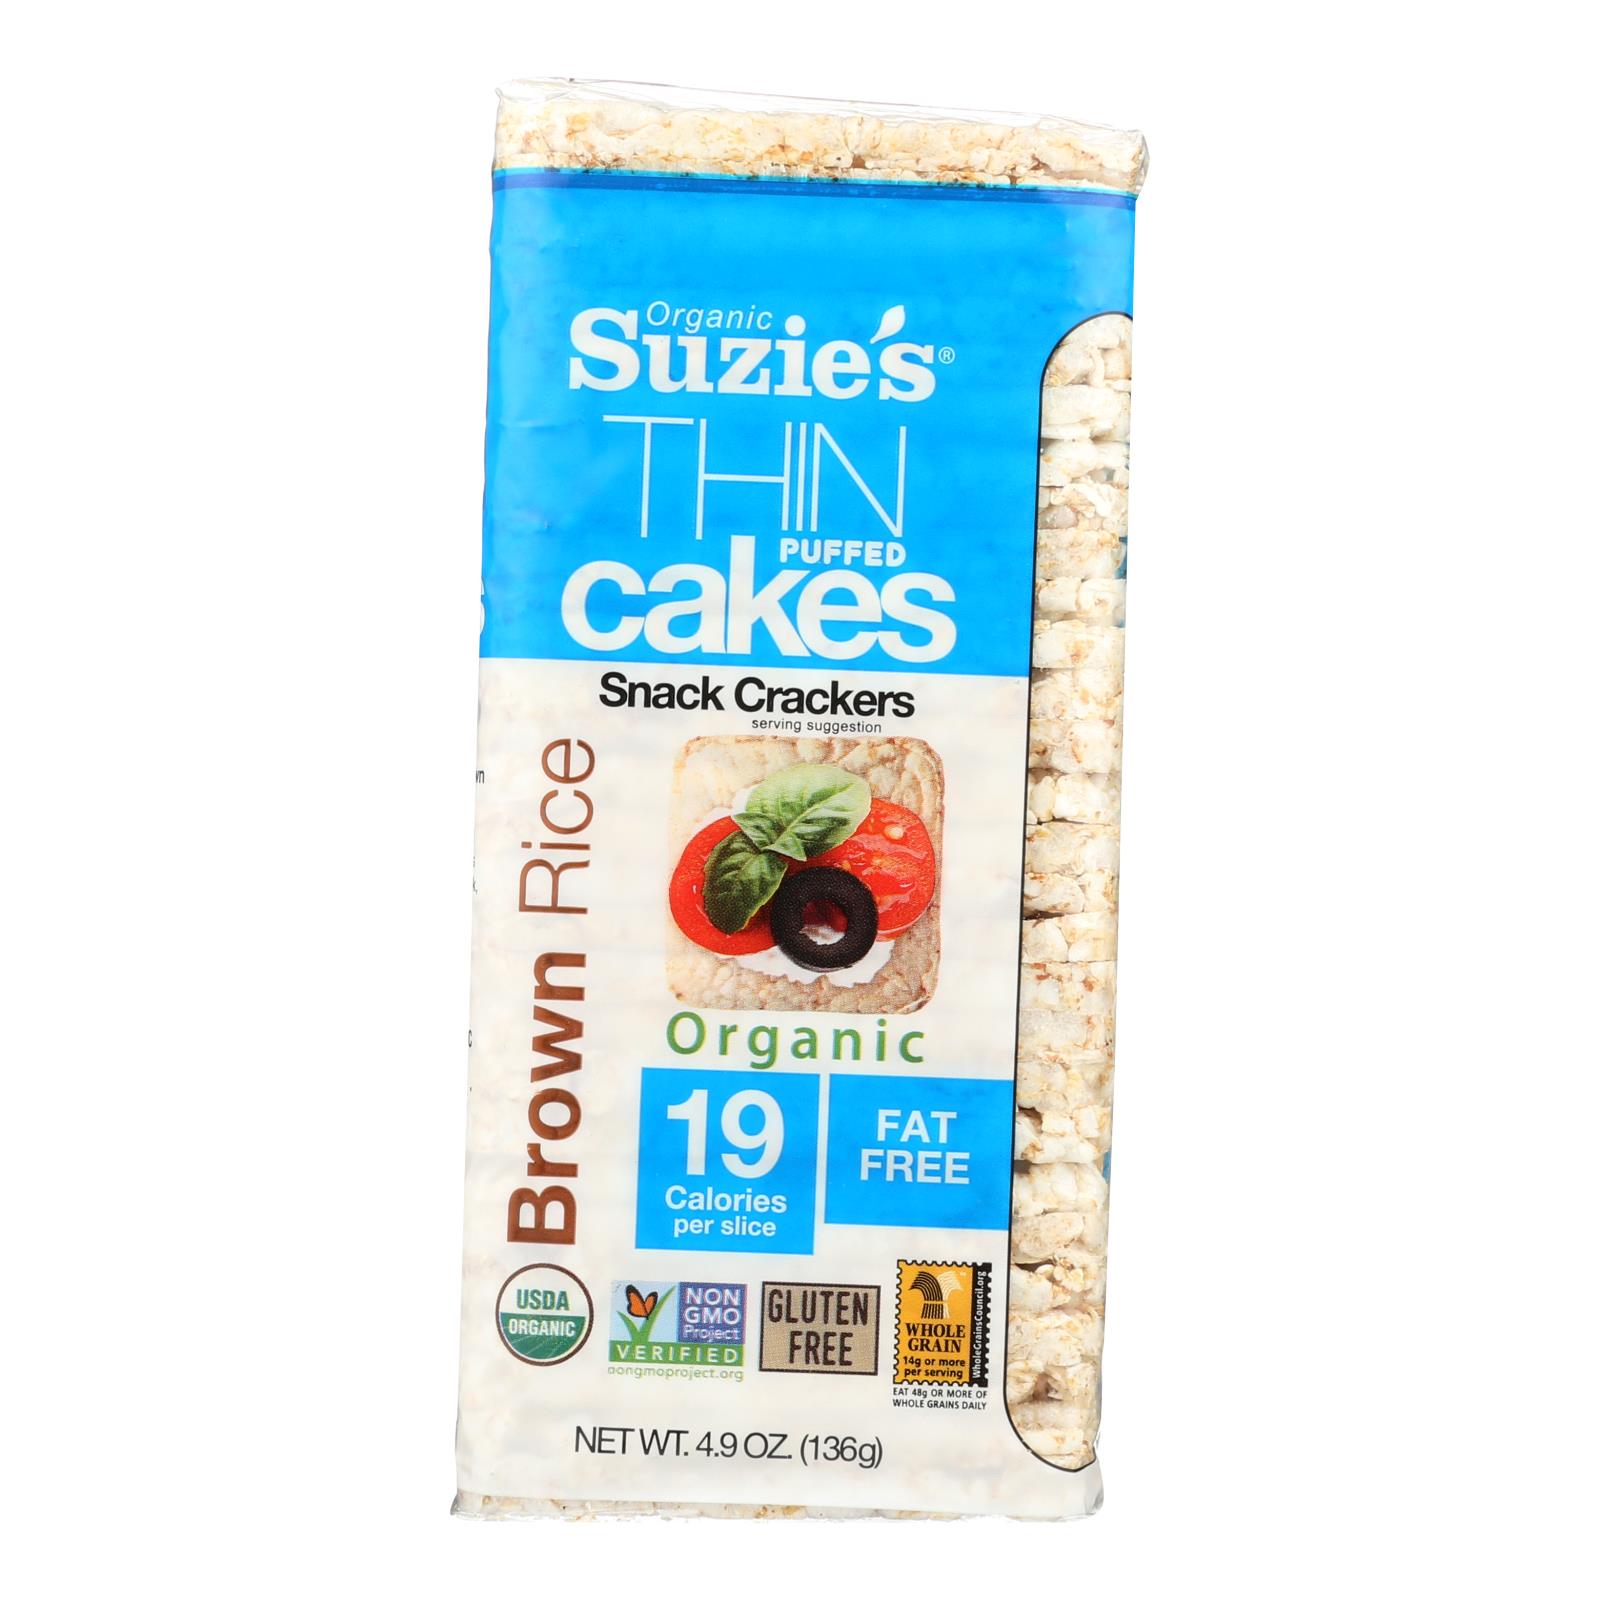 Organic
Suzie's®
THIN
PUFFED
cakes
Snack Crackers
serving suggestion
Brown Rice
Organic
19
Calories
per slice
FAT
FREE
USDA
ORGANIC
NON
GMO
Project
VERIFIED
nongmoproject.org
GLUTEN
FREE
WHOLE
GRAIN
14g or more
per serving
WholeGrainsCouncil.org
EAT 48g OR MORE OF
WHOLE GRAINS DAILY
NET WT. 4.9 OZ. (136g)